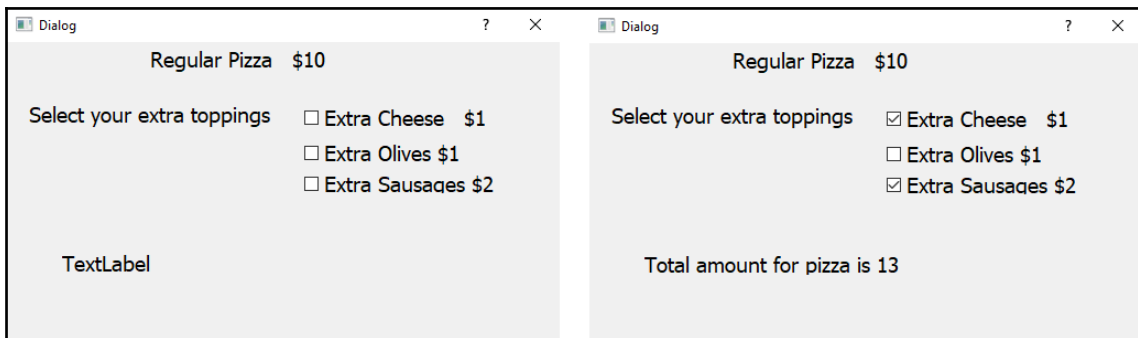 Dialog ?
Regular Pizza $10
Select your extra toppings
Extra Cheese $1
Extra Olives $1
Extra Sausages $2
TextLabel
Dialog ?
Regular Pizza $10
Select your extra toppings
Extra Cheese $1
Extra Olives $1
Extra Sausages $2
Total amount for pizza is 13